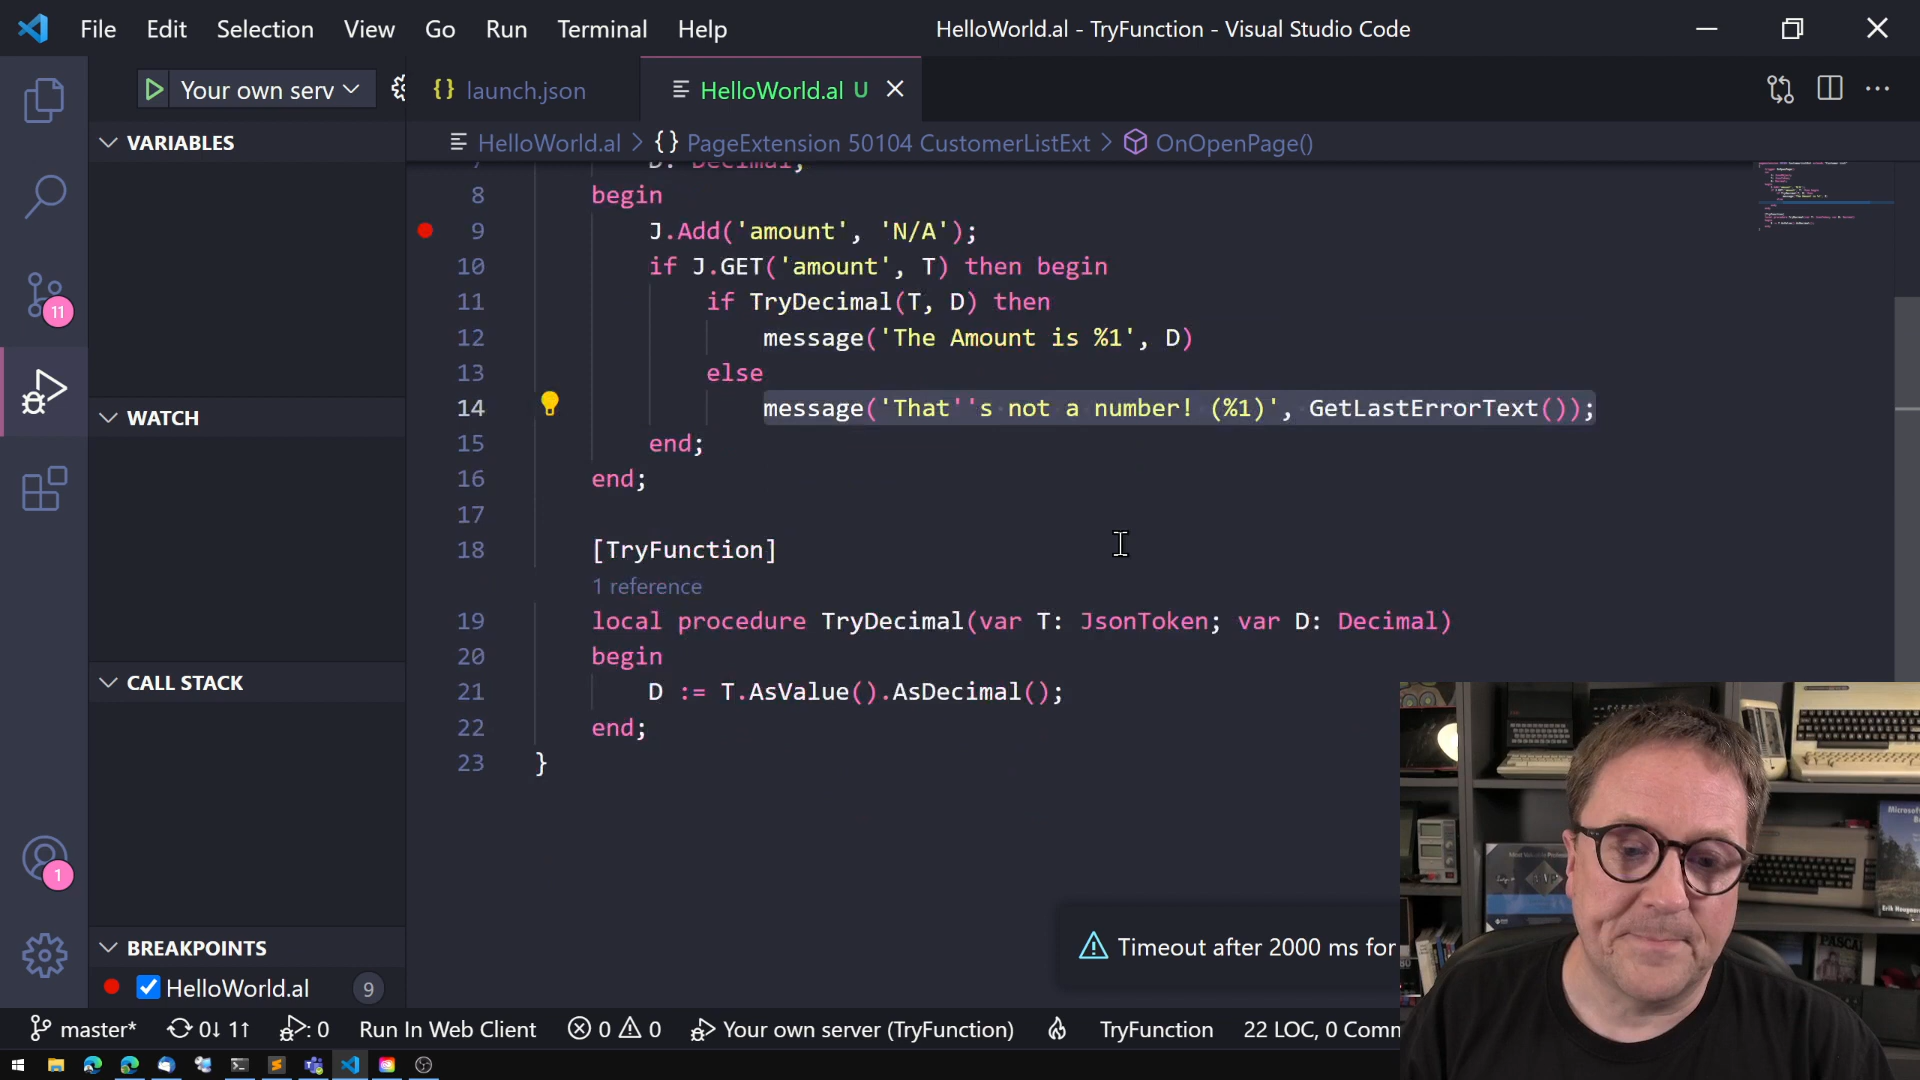 File Edit Selection View Go Run Terminal Help HelloWorld.al - TryFunction - Visual Studio Code
Your own serv {} launch.json HelloWorld.al U
VARIABLES
HelloWorld.al > {} PageExtension 50104 CustomerListExt > OnOpenPage()
7 D: Decimal;
8 begin
9 J.Add('amount', 'N/A');
10 if J.GET('amount', T) then begin
11 if TryDecimal(T, D) then
12 message('The Amount is %1', D)
13 else
14 message('That''s not a number! (%1)', GetLastErrorText());
15 end;
16 end;
17
18 [TryFunction]
1 reference
19 local procedure TryDecimal(var T: JsonToken; var D: Decimal)
20 begin
21 D := T.AsValue().AsDecimal();
22 end;
23 }
11
WATCH
CALL STACK
1
BREAKPOINTS
HelloWorld.al 9
Timeout after 2000 ms for
master* 0↓ 1↑ : 0 Run In Web Client 0 0 Your own server (TryFunction) TryFunction 22 LOC, 0 Comm
Microsoft
PASCAL